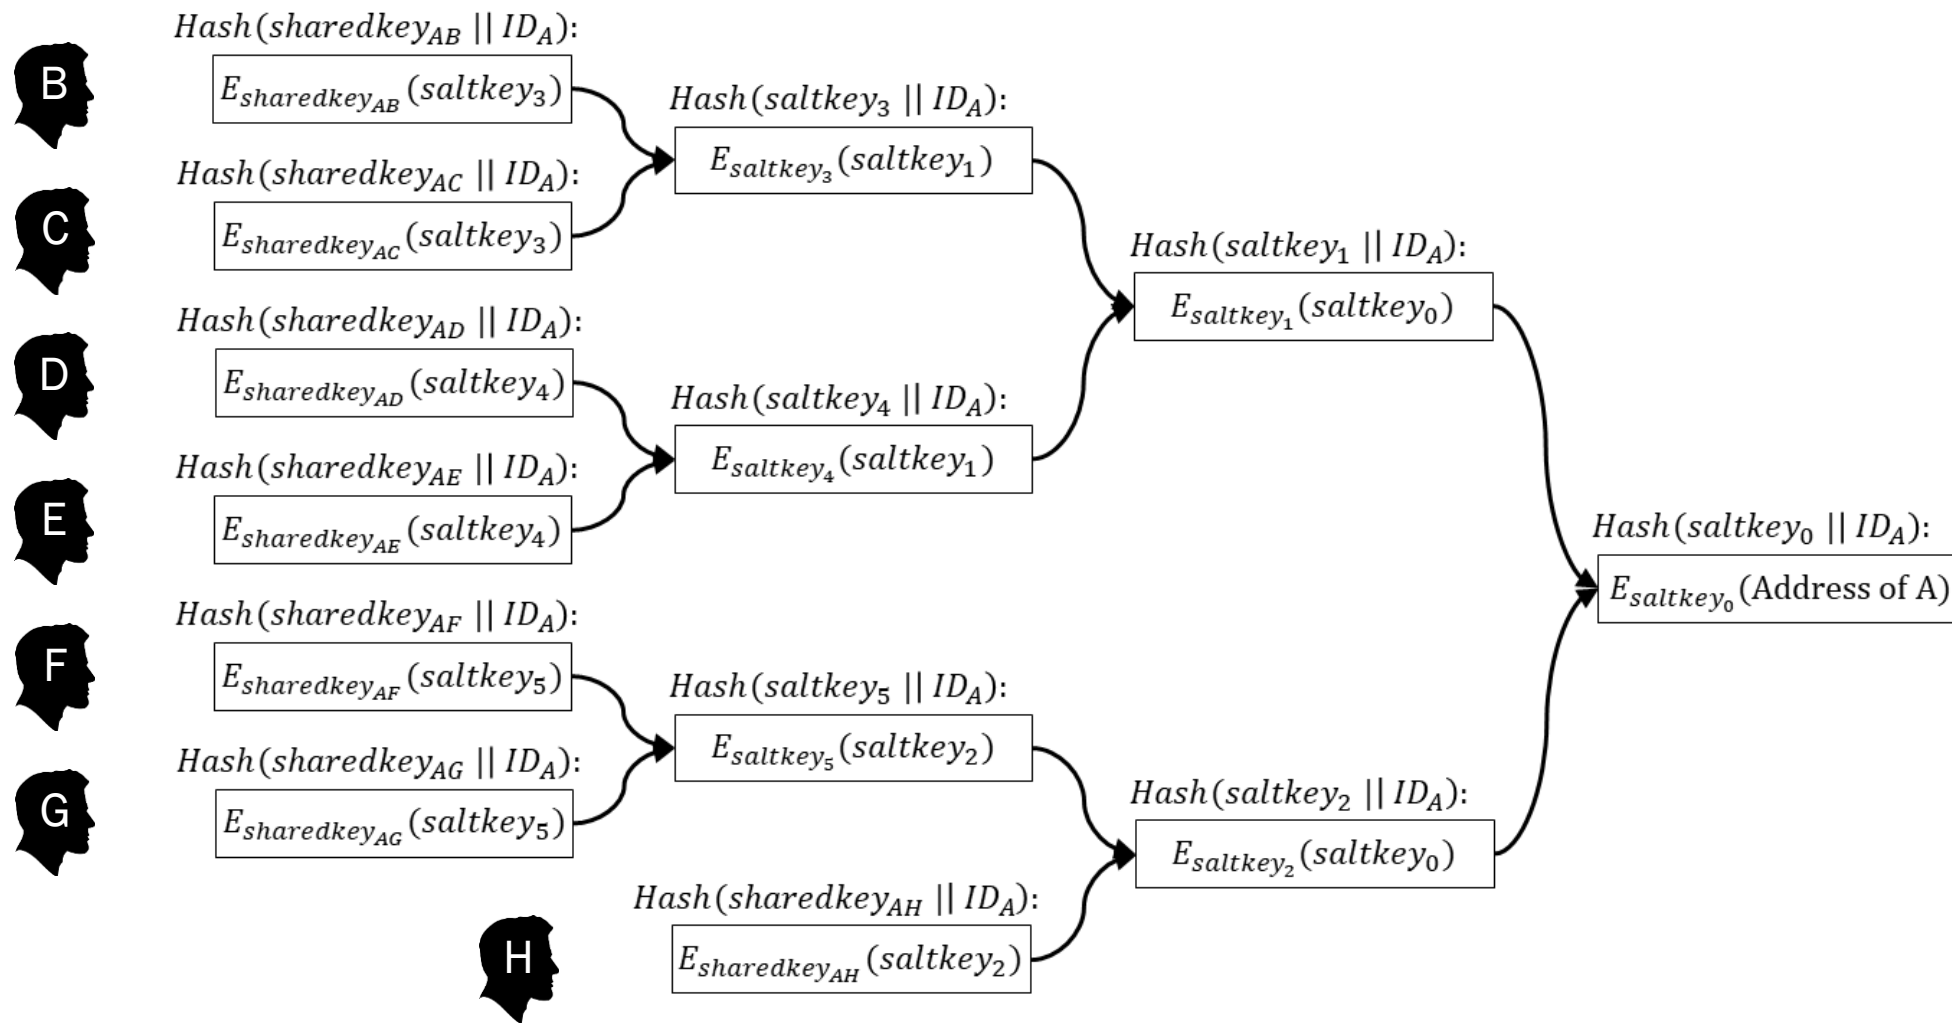 Hash(sharedkey_AB || ID_A):
B
E_sharedkey_AB(saltkey_3)
Hash(saltkey_3 || ID_A):
E_saltkey_3(saltkey_1)
Hash(sharedkey_AC || ID_A):
C
E_sharedkey_AC(saltkey_3)
Hash(saltkey_1 || ID_A):
E_saltkey_1(saltkey_0)
Hash(sharedkey_AD || ID_A):
D
E_sharedkey_AD(saltkey_4)
Hash(saltkey_4 || ID_A):
E_saltkey_4(saltkey_1)
Hash(sharedkey_AE || ID_A):
E
E_sharedkey_AE(saltkey_4)
Hash(saltkey_0 || ID_A):
E_saltkey_0(Address of A)
Hash(sharedkey_AF || ID_A):
F
E_sharedkey_AF(saltkey_5)
Hash(saltkey_5 || ID_A):
E_saltkey_5(saltkey_2)
Hash(sharedkey_AG || ID_A):
G
E_sharedkey_AG(saltkey_5)
Hash(saltkey_2 || ID_A):
E_saltkey_2(saltkey_0)
Hash(sharedkey_AH || ID_A):
H
E_sharedkey_AH(saltkey_2)